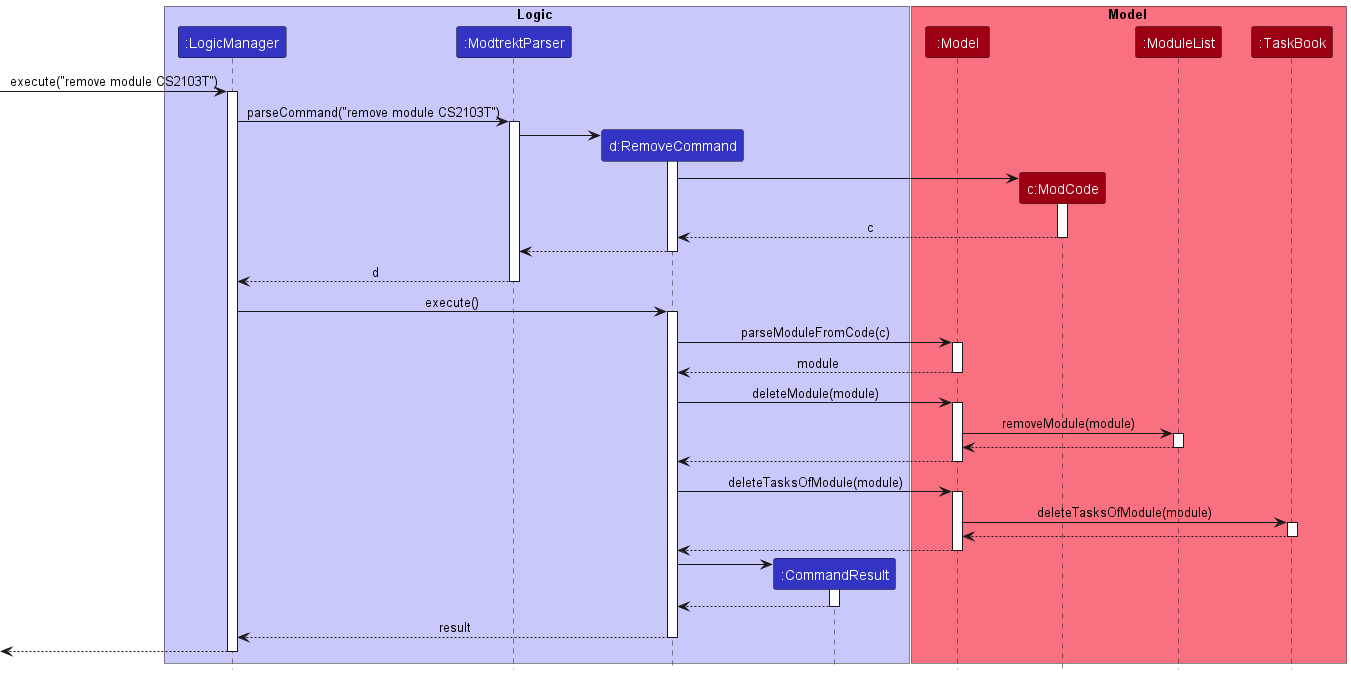 Logic
Model
:LogicManager
:ModtrektParser
:Model
:ModuleList
:TaskBook
execute("remove module CS2103T")
parseCommand("remove module CS2103T")
d:RemoveCommand
c:ModCode
c
d
execute()
parseModuleFromCode(c)
module
deleteModule(module)
removeModule(module)
deleteTasksOfModule(module)
deleteTasksOfModule(module)
:CommandResult
result